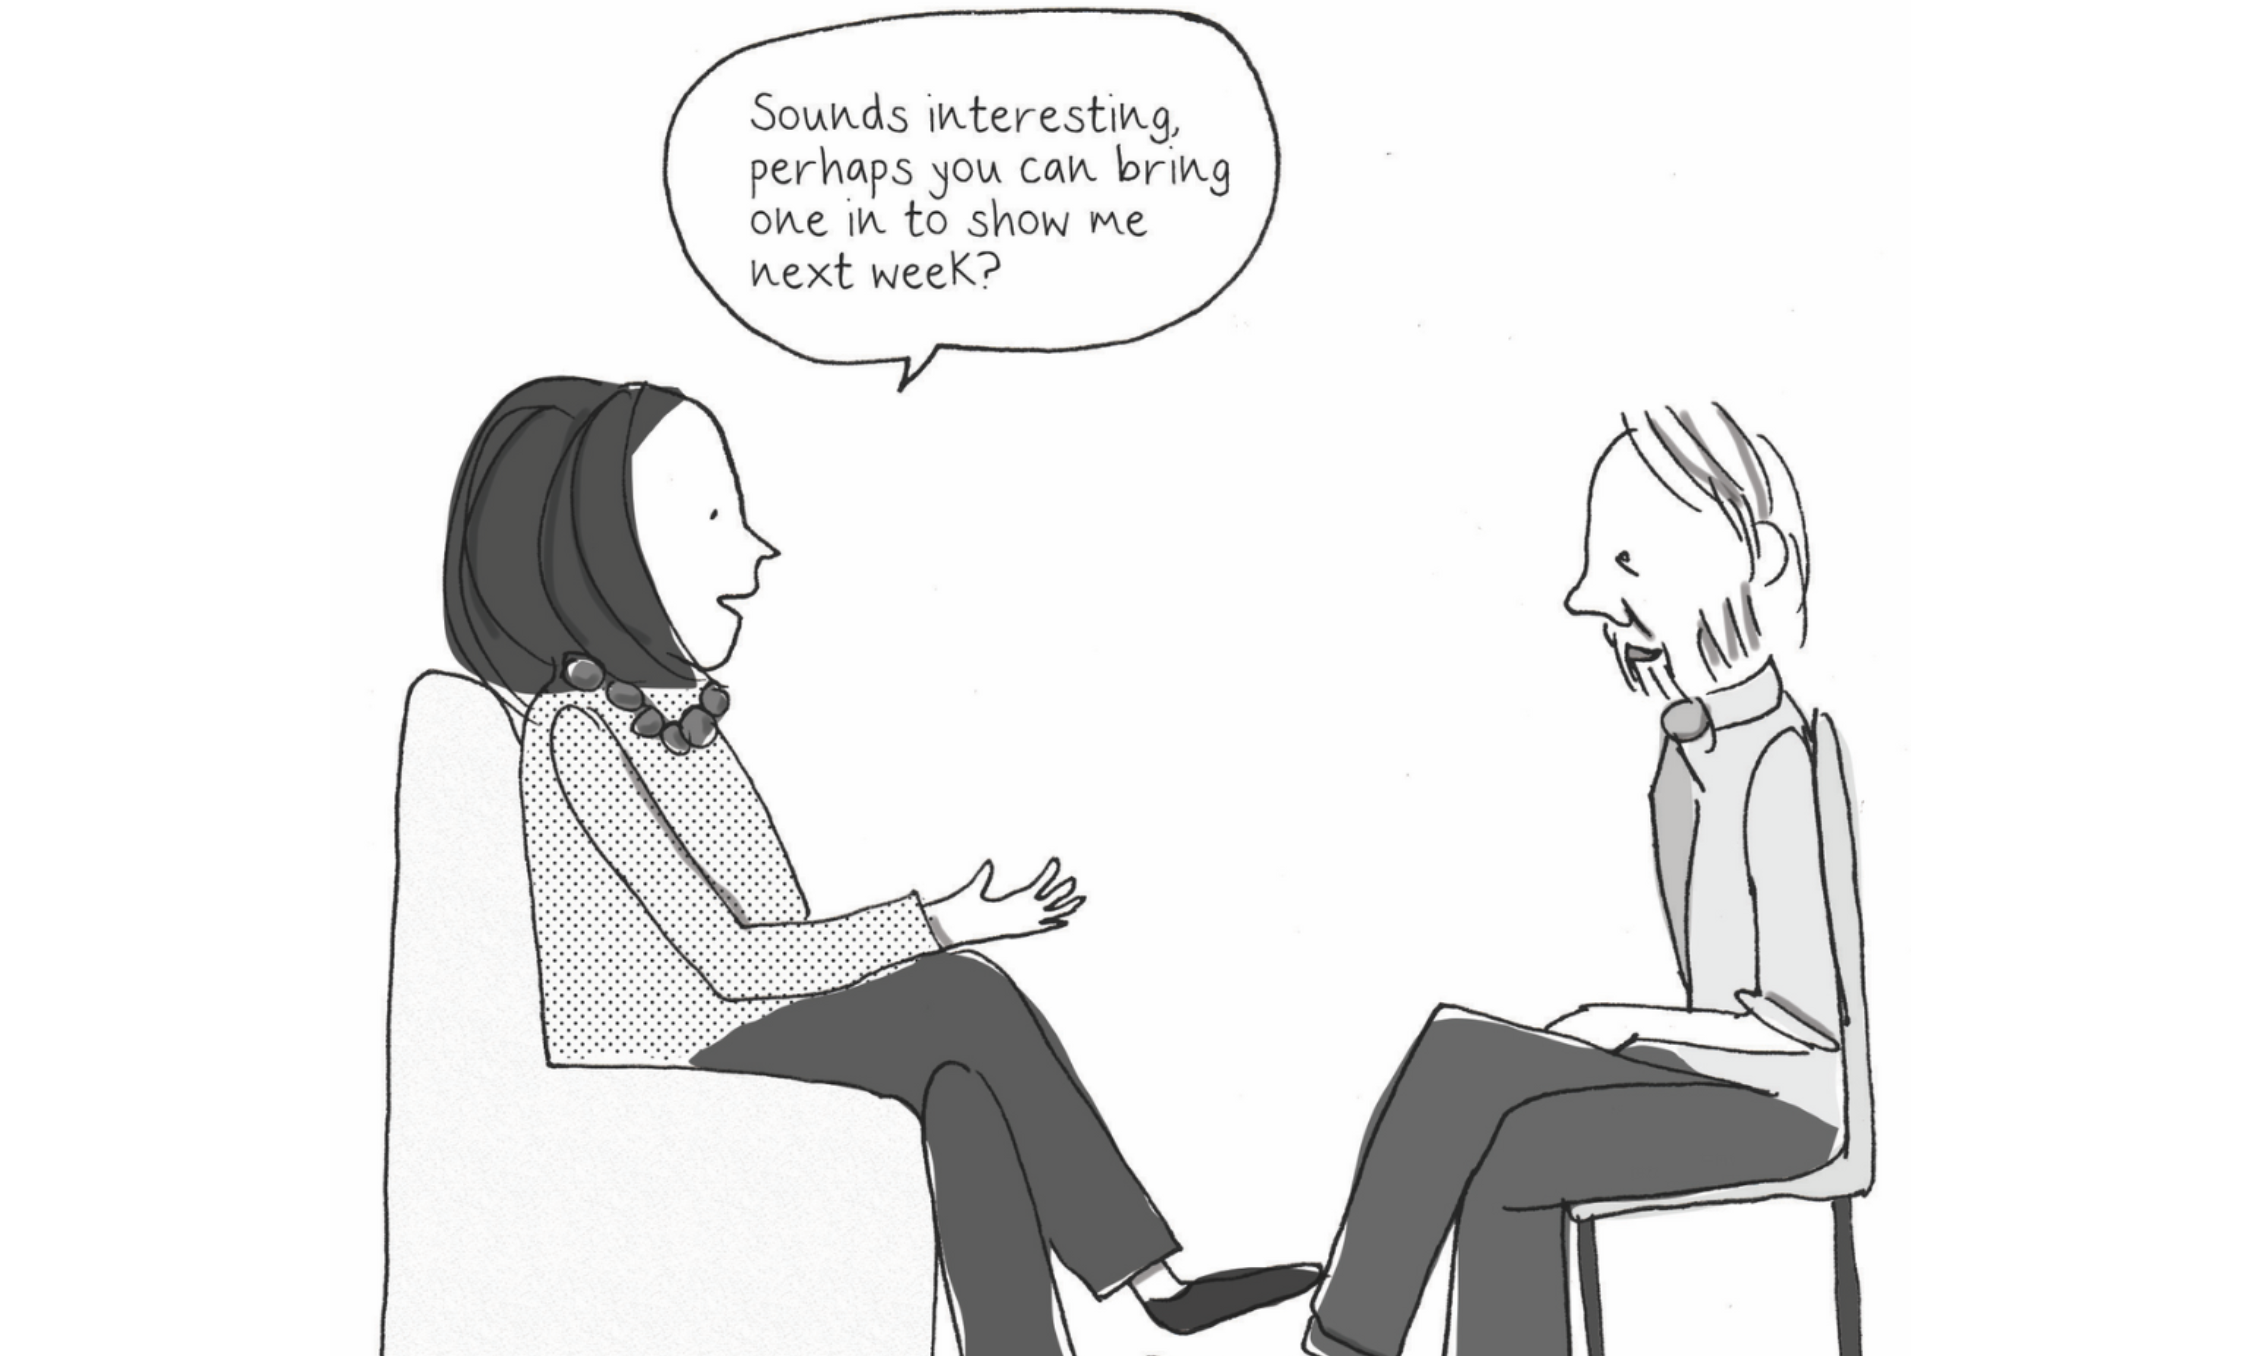 Sounds interesting,
perhaps you can bring
one in to show me
next week?